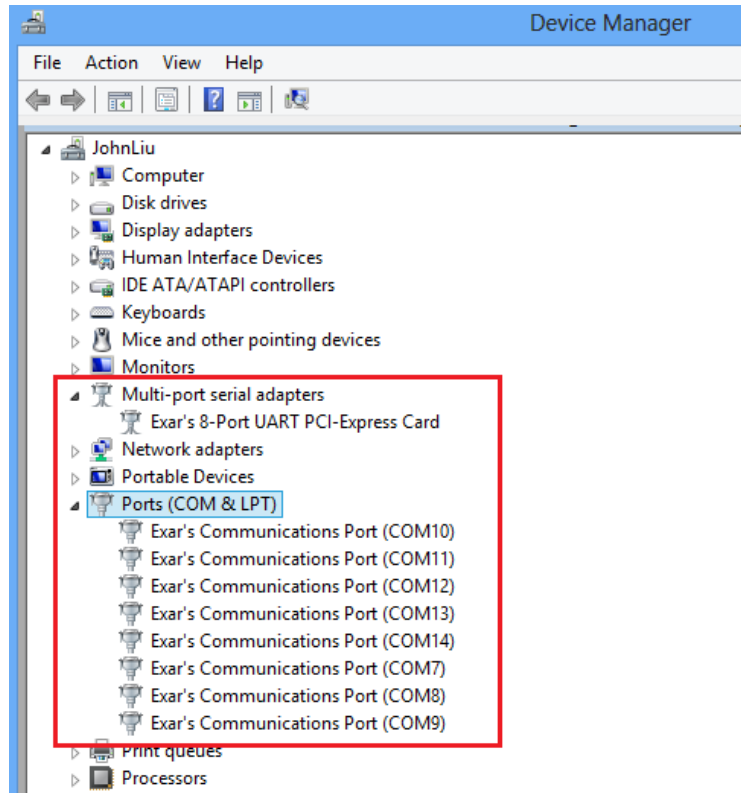 Device Manager
File Action View Help
JohnLiu
Computer
Disk drives
Display adapters
Human Interface Devices
IDE ATA/ATAPI controllers
Keyboards
Mice and other pointing devices
Monitors
Multi-port serial adapters
Exar's 8-Port UART PCI-Express Card
Network adapters
Portable Devices
Ports (COM & LPT)
Exar's Communications Port (COM10)
Exar's Communications Port (COM11)
Exar's Communications Port (COM12)
Exar's Communications Port (COM13)
Exar's Communications Port (COM14)
Exar's Communications Port (COM7)
Exar's Communications Port (COM8)
Exar's Communications Port (COM9)
Print queues
Processors